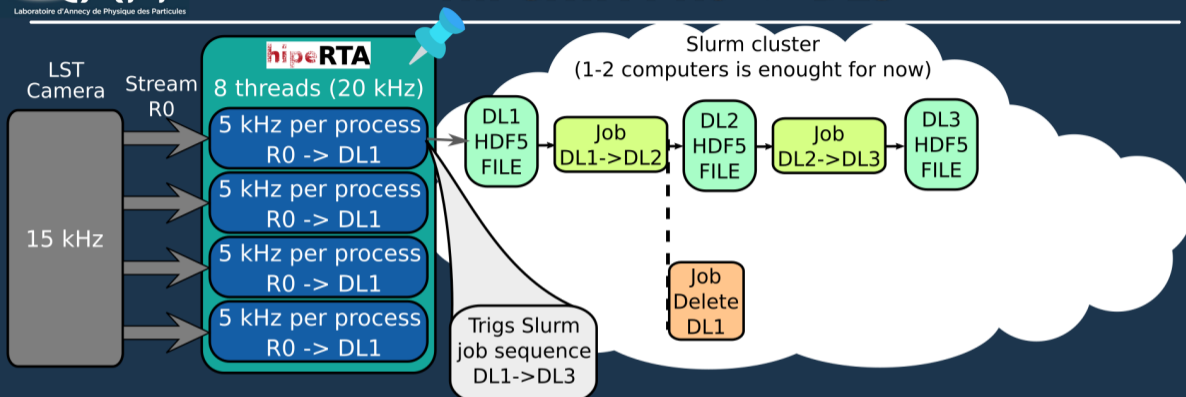 Laboratoire d'Annecy de Physique des Particules
LST
Camera
15 kHz
Stream
R0
hipeRTA
8 threads (20 kHz)
5 kHz per process
R0 -> DL1
5 kHz per process
R0 -> DL1
5 kHz per process
R0 -> DL1
5 kHz per process
R0 -> DL1
Trigs Slurm
job sequence
DL1->DL3
Slurm cluster
(1-2 computers is enought for now)
DL1
HDF5
FILE
Job
DL1->DL2
DL2
HDF5
FILE
Job
DL2->DL3
DL3
HDF5
FILE
Job
Delete
DL1